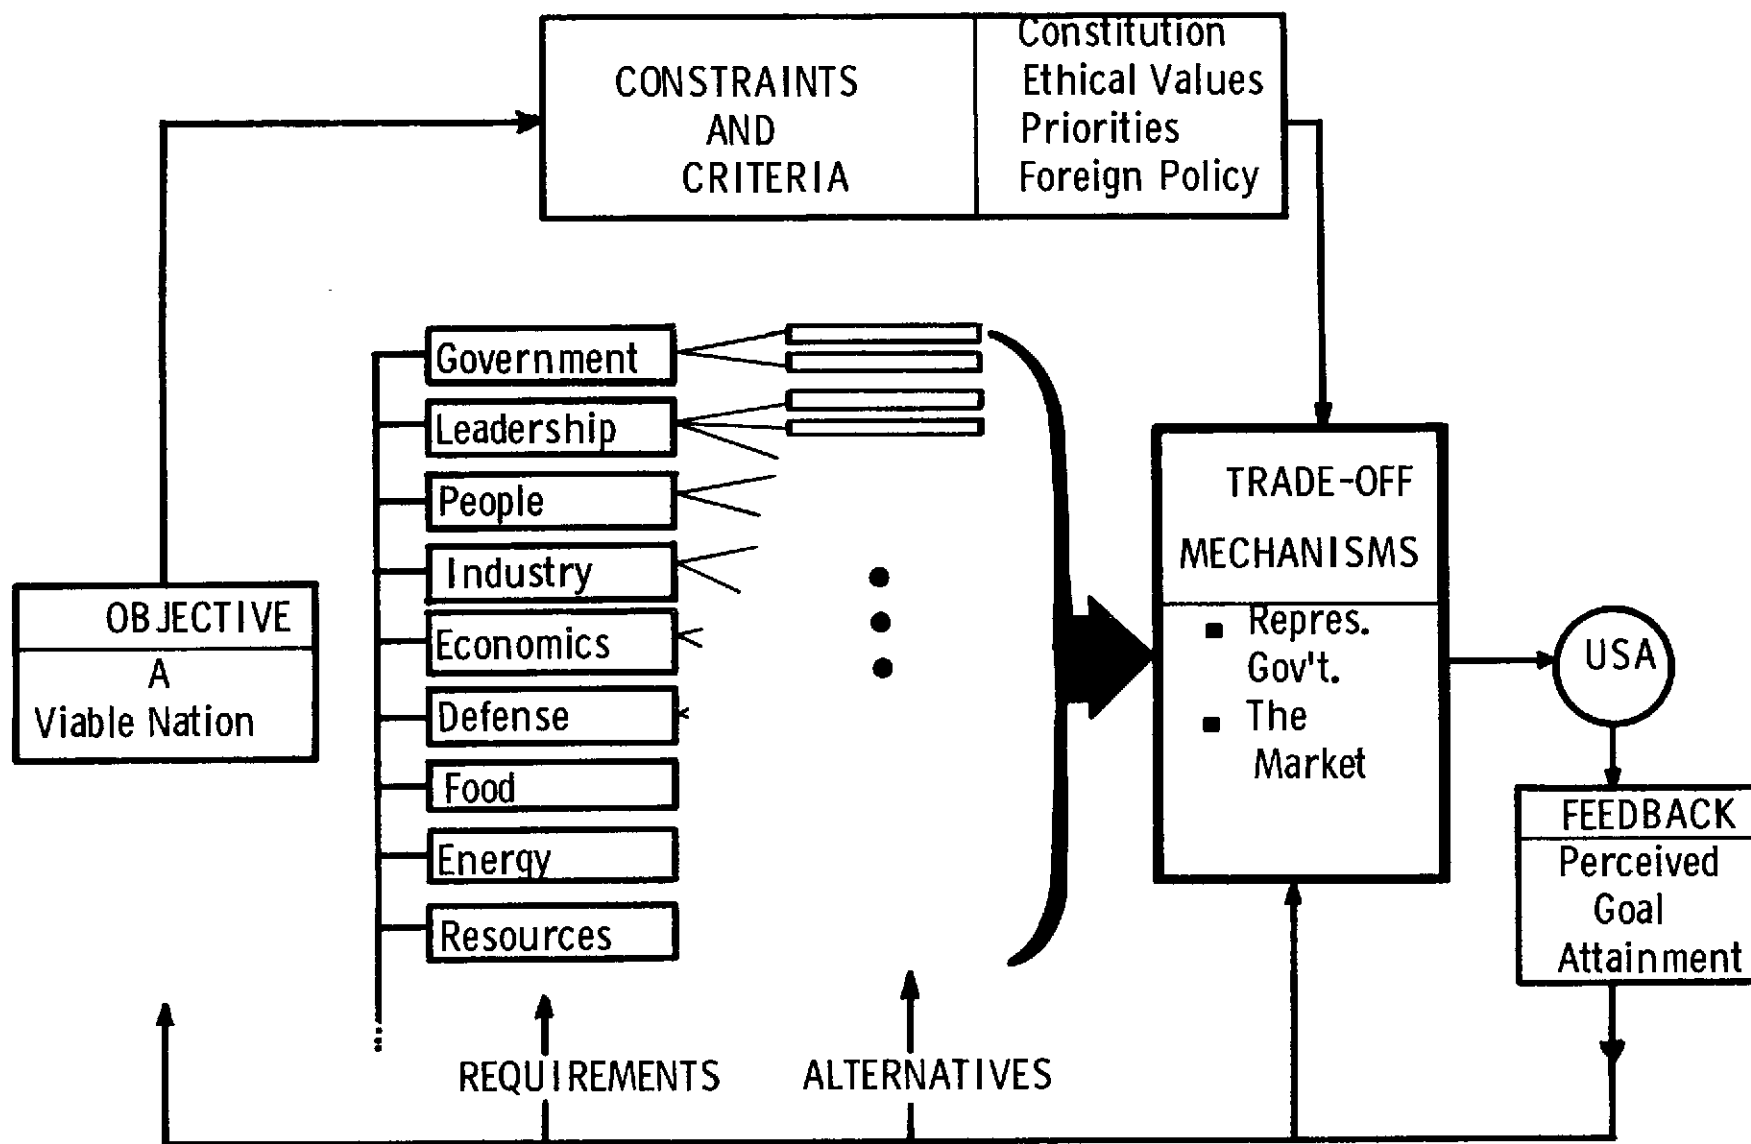 CONSTRAINTS
AND
CRITERIA
Constitution
Ethical Values
Priorities
Foreign Policy
OBJECTIVE
A
Viable Nation
Government
Leadership
People
Industry
Economics
Defense
Food
Energy
Resources
REQUIREMENTS
ALTERNATIVES
TRADE-OFF
MECHANISMS
■ Repres.
Gov't.
■ The
Market
USA
FEEDBACK
Perceived
Goal
Attainment